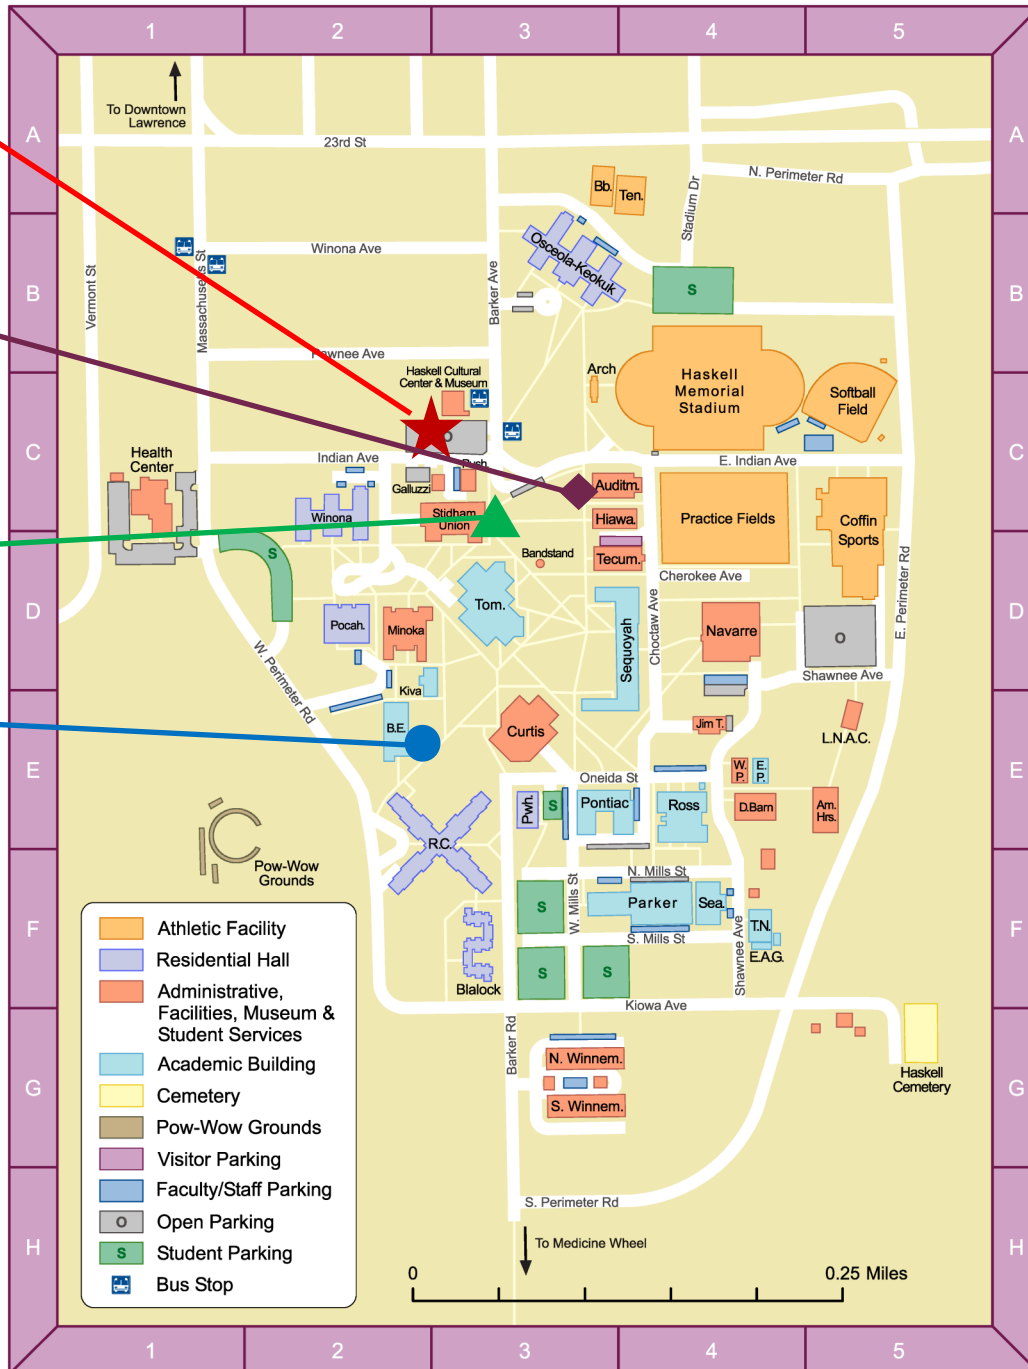 1
2
3
4
5
A
A
To Downtown
Lawrence
23rd St
N. Perimeter Rd
Bb.
Ten.
Stadium Dr
Winona Ave
Osceola-Keokuk
B
B
S
Vermont St
Massachusetts St
Barker Ave
Pawnee Ave
Haskell Cultural
Center & Museum
Arch
Haskell
Memorial
Stadium
Softball
Field
O
C
C
Health
Center
Indian Ave
E. Indian Ave
Rush
Galluzzi
Auditm.
Winona
Stidham
Union
Hiawa.
Practice Fields
Coffin
Sports
S
Bandstand
Tecum.
Cherokee Ave
E. Perimeter Rd
D
D
Tom.
Pocah.
Minoka
Sequoyah
Choctaw Ave
Navarre
O
W. Perimeter Rd
Shawnee Ave
Kiva
B.E.
Curtis
Jim T.
L.N.A.C.
E
E
Oneida St
W.
P.
E.
P.
Pwh.
S
Pontiac
Ross
D.Barn
Am.
Hrs.
R.C.
Pow-Wow
Grounds
N. Mills St
W. Mills St
S
Parker
Sea.
T.N.
F
F
S. Mills St
E.A.G.
Shawnee Ave
S
S
Blalock
Kiowa Ave
Barker Rd
N. Winnem.
S. Winnem.
Haskell
Cemetery
G
G
Athletic Facility
Residential Hall
Administrative,
Facilities, Museum &
Student Services
Academic Building
Cemetery
Pow-Wow Grounds
Visitor Parking
Faculty/Staff Parking
O Open Parking
S Student Parking
Bus Stop
S. Perimeter Rd
H
H
To Medicine Wheel
0
0.25 Miles
1
2
3
4
5